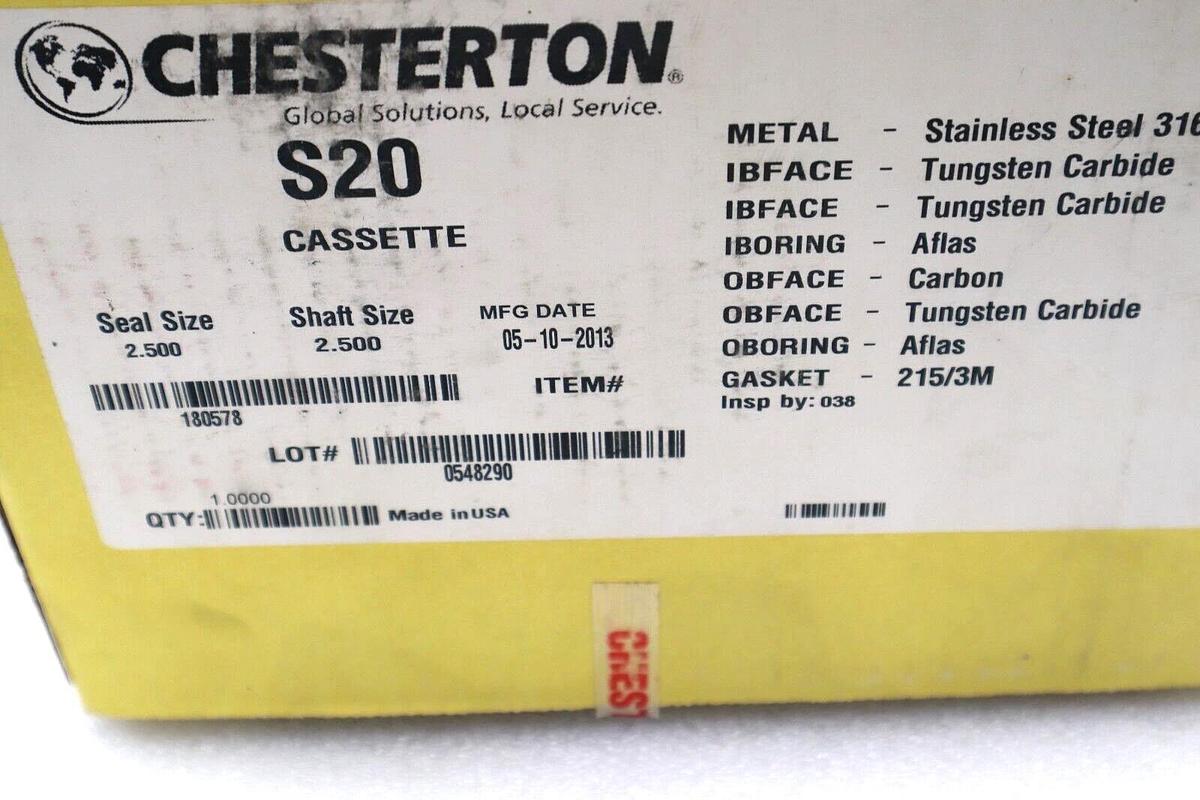 CHESTERTON®
Global Solutions, Local Service.
S20
CASSETTE
Seal Size
2.500
Shaft Size
2.500
MFG DATE
05-10-2013
ITEM#
180578
LOT#
0548290
1.0000
QTY:
Made in USA
METAL - Stainless Steel 316
IBFACE - Tungsten Carbide
IBFACE - Tungsten Carbide
IBORING - Aflas
OBFACE - Carbon
OBFACE - Tungsten Carbide
OBORING - Aflas
GASKET - 215/3M
Insp by: 038
CHEST